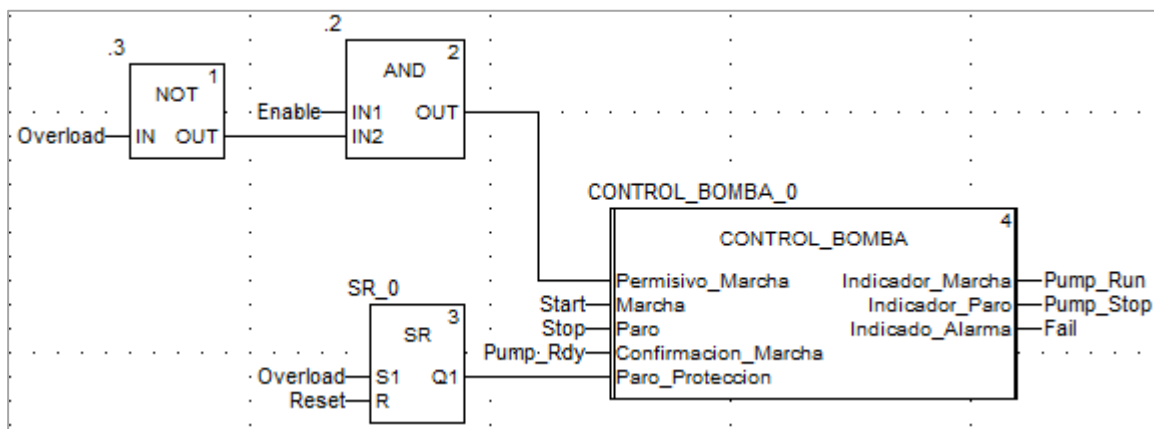 .3
1
NOT
Overload
IN OUT
.2
2
AND
Enable
IN1 OUT
IN2
CONTROL_BOMBA_0
4
CONTROL_BOMBA
Permisivo_Marcha Indicador_Marcha Pump_Run
Start Marcha Indicador_Paro Pump_Stop
Stop Paro Indicado_Alarma Fail
Pump_Rdy Confirmacion_Marcha
Paro_Proteccion
SR_0
3
SR
Overload S1 Q1
Reset R